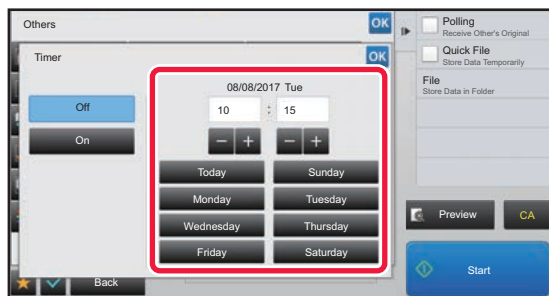 Others
OK
Timer
OK
Off
On
08/08/2017 Tue
10 : 15
− + − +
Today Sunday
Monday Tuesday
Wednesday Thursday
Friday Saturday
Back
Polling
Receive Other's Original
Quick File
Store Data Temporarily
File
Store Data in Folder
Preview CA
Start